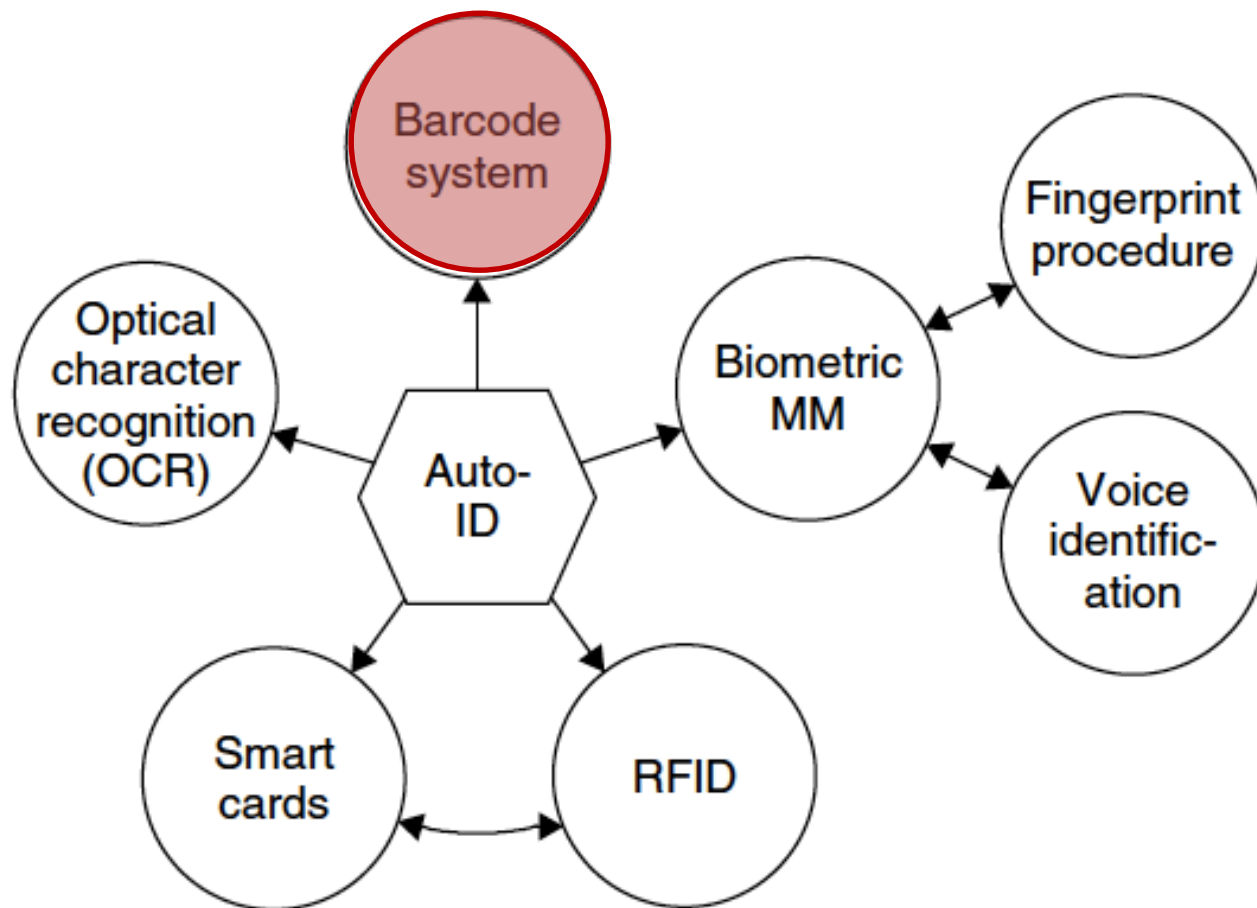 Barcode
system
Fingerprint
procedure
Optical
character
recognition
(OCR)
Biometric
MM
Auto-
ID
Voice
identific-
ation
Smart
cards
RFID